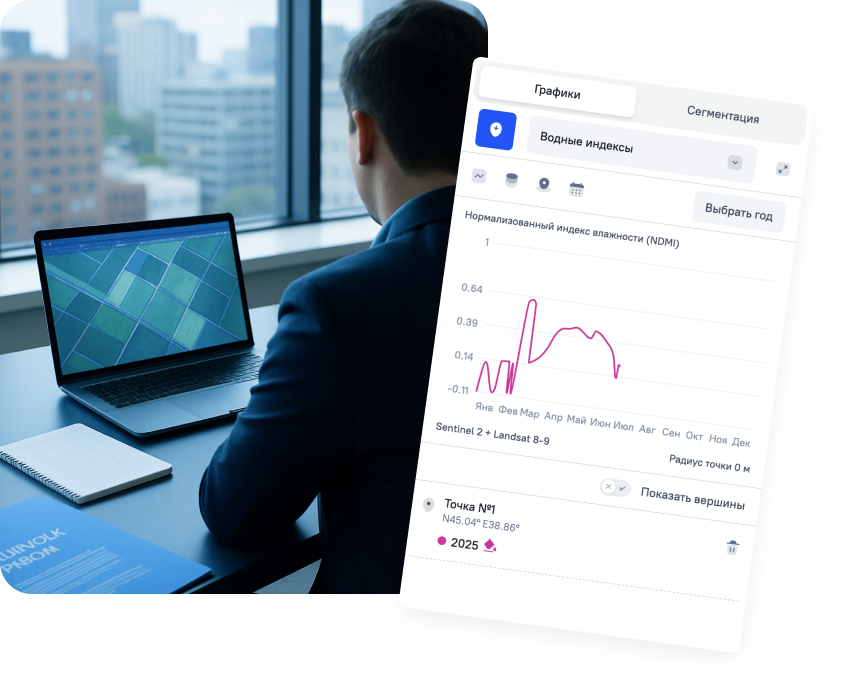 Графики
Сегментация
Водные индексы
Выбрать год
Нормализованный индекс влажности (NDMI)
1
0.64
0.39
0.14
-0.11
Янв Фев Мар Апр Май Июн Июл Авг Сен Окт Ноя Дек
Sentinel 2 + Landsat 8-9
Радиус точки 0 м
Показать вершины
Точка №1
N45.04° E38.86°
2025